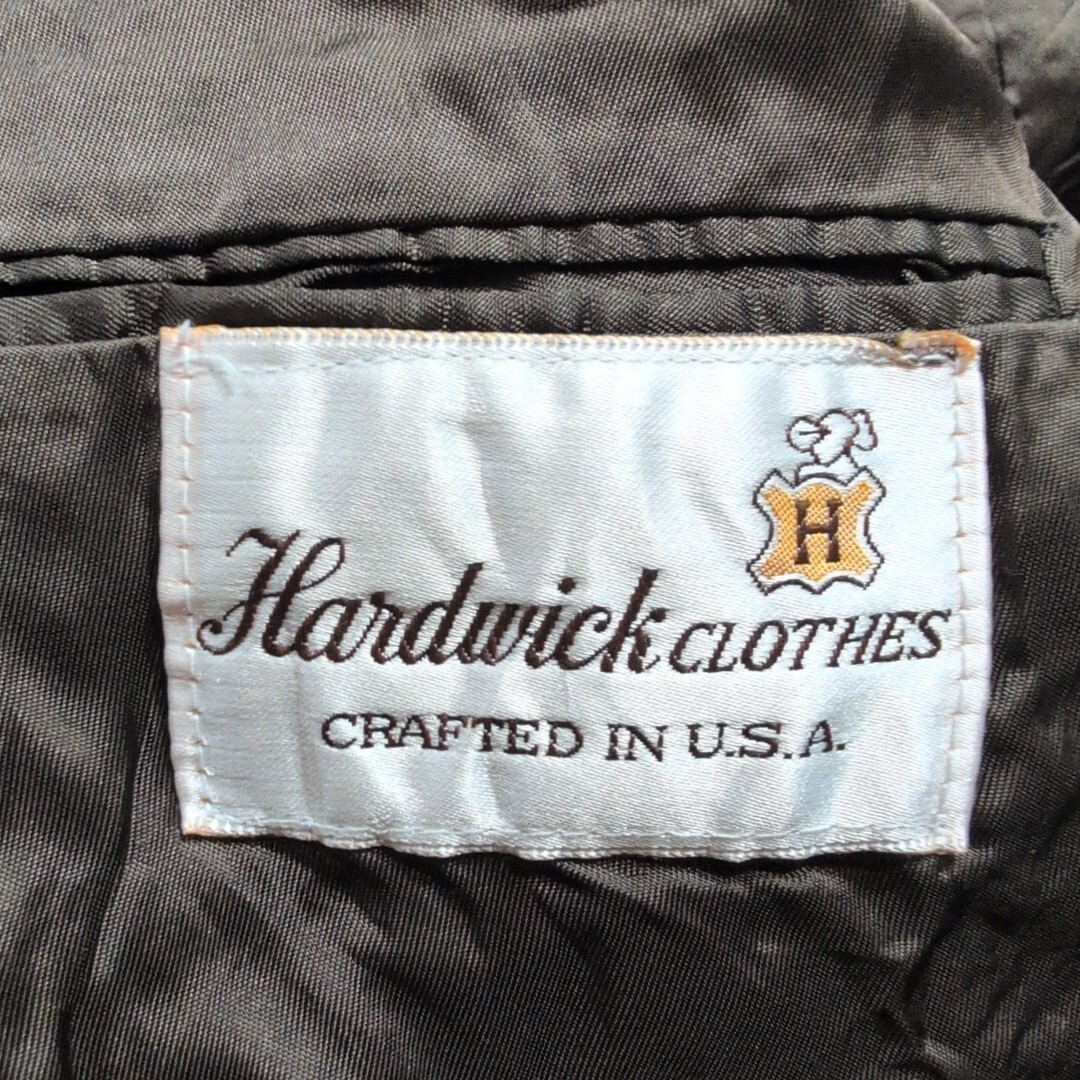 H
Hardwick CLOTHES
CRAFTED IN U.S.A.